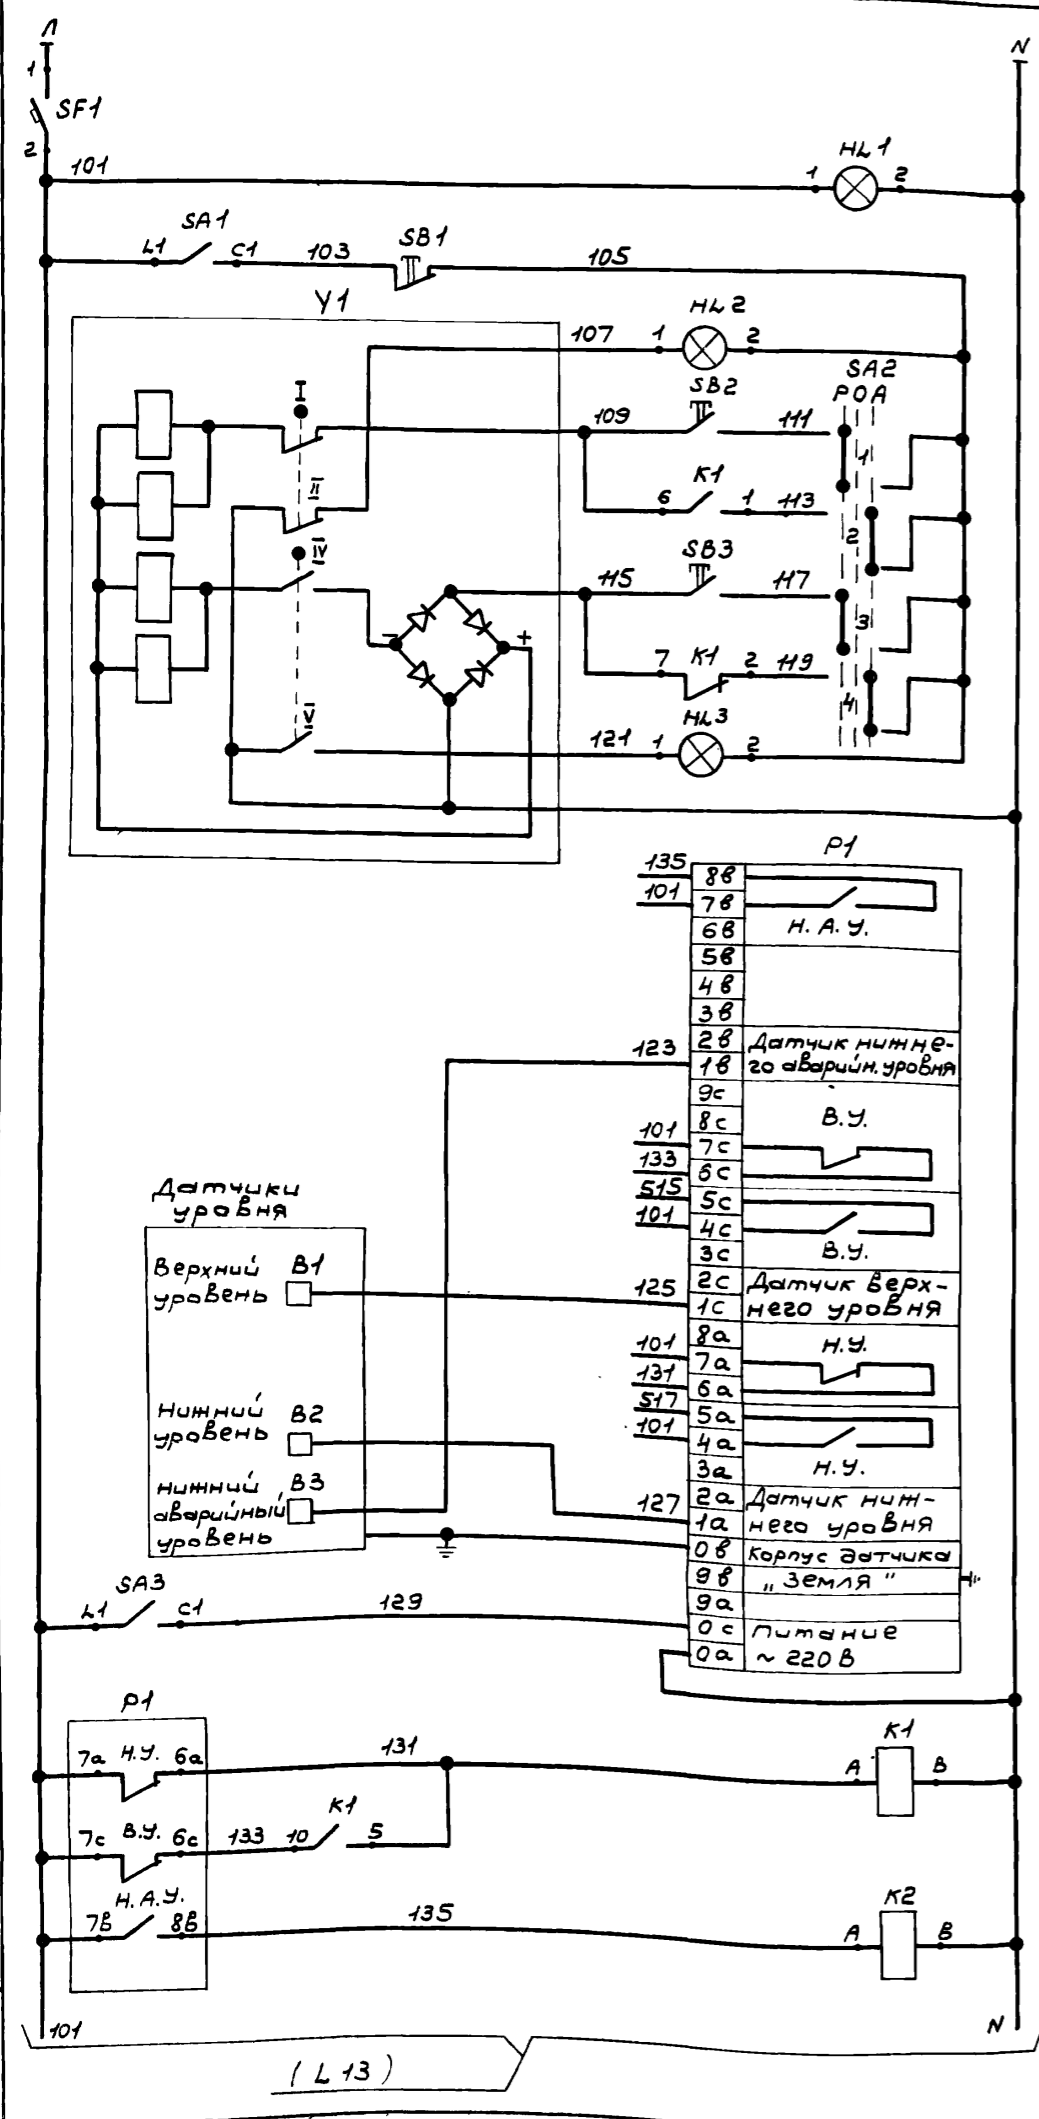 Л
N
1
SF1
2
101
HL1
1
2
SA1
L1
C1
103
SB1
105
Y1
107
HL2
1
2
I
SB2
SA2
P O A
109
111
1
II
K1
6
1
113
2
IV
SB3
115
117
3
-
+
7
K1
2
119
4
V
HL3
121
1
2
P1
135
8в
101
7в
Н.А.У.
6в
5в
4в
3в
2в
Датчик нижне-
123
1в
го аварийн. уровня
9с
8с
В.У.
101
7с
133
6с
515
5с
101
4с
3с
В.У.
2с
Датчик верх-
125
1с
него уровня
8а
Н.У.
101
7а
131
6а
517
5а
101
4а
3а
Н.У.
2а
Датчик ниж-
127
1а
него уровня
0в
Корпус датчика
9в
"Земля"
9а
0с
Питание
0а
~ 220 В
Датчики
уровня
Верхний
уровень
B1
Нижний
уровень
B2
Нижний
аварийный
уровень
B3
SA3
L1
C1
129
P1
7а
Н.У.
6а
131
K1
A
B
7с
В.У.
6с
133
10
K1
5
Н.А.У.
7в
8в
135
K2
A
B
101
N
(L13)